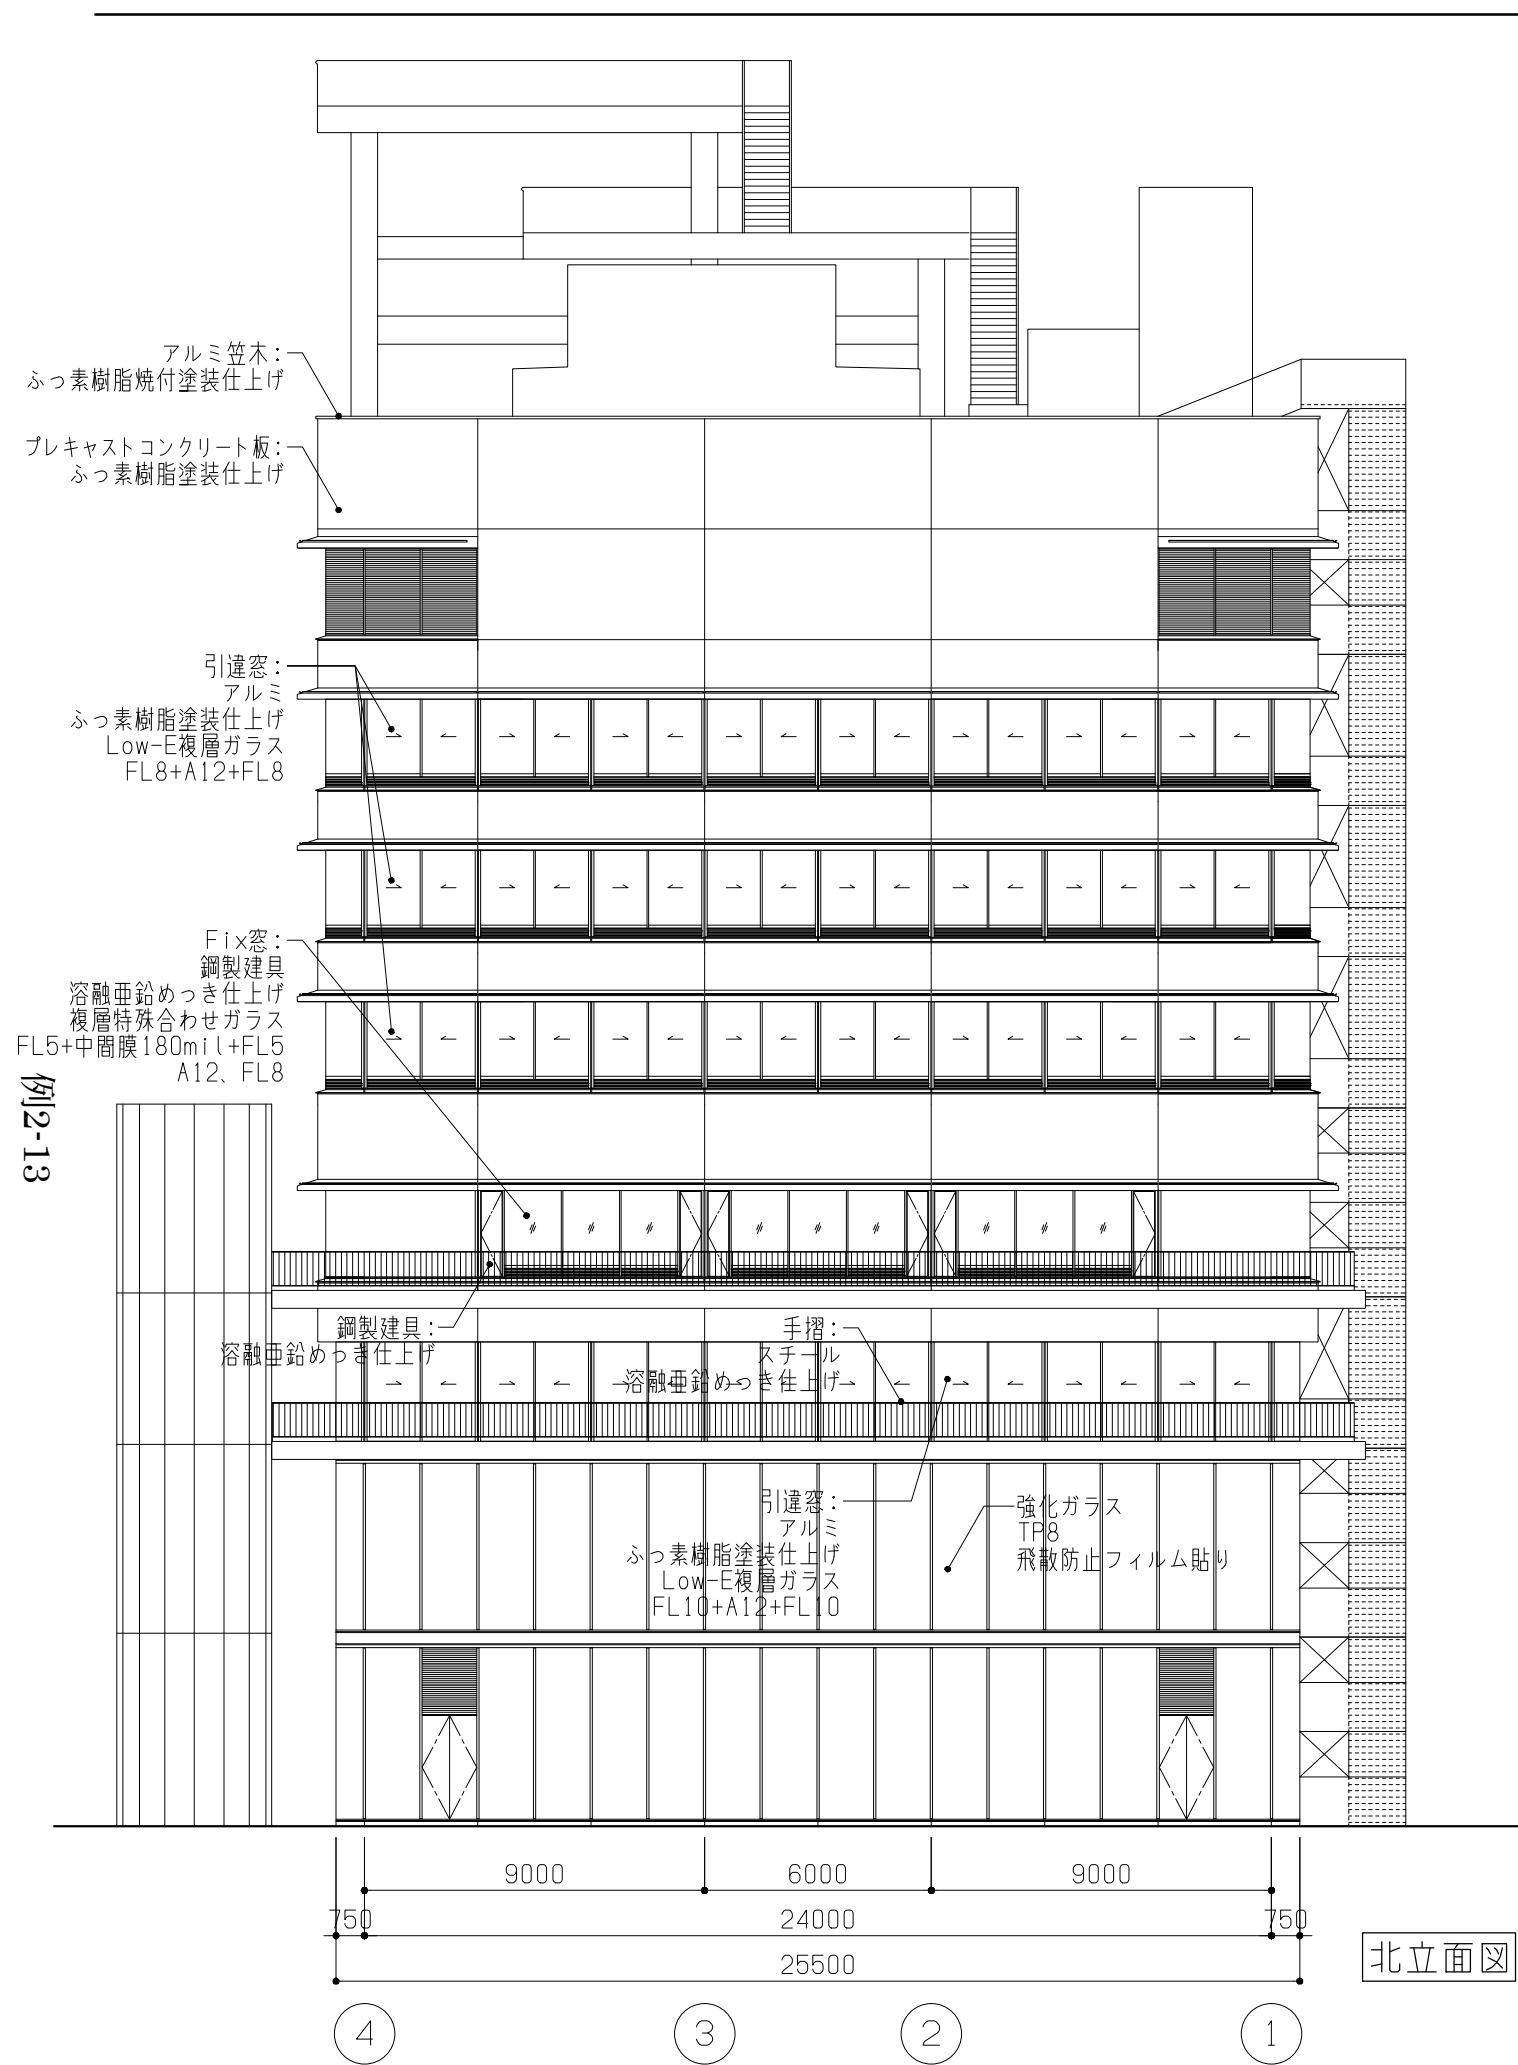 アルミ笠木：
ふっ素樹脂焼付塗装仕上げ
プレキャストコンクリート板：
ふっ素樹脂塗装仕上げ
引違窓：
アルミ
ふっ素樹脂塗装仕上げ
Low-E複層ガラス
FL8+A12+FL8
Fix窓：
鋼製建具
溶融亜鉛めっき仕上げ
複層特殊合わせガラス
FL5+中間膜180mil+FL5
A12、FL8
例2-13
鋼製建具：
溶融亜鉛めっき仕上げ
手摺：
スチール
溶融亜鉛めっき仕上げ
引違窓：
アルミ
ふっ素樹脂塗装仕上げ
Low-E複層ガラス
FL10+A12+FL10
強化ガラス
TP8
飛散防止フィルム貼り
9000 6000 9000
750 24000 750
25500
北立面図
4 3 2 1